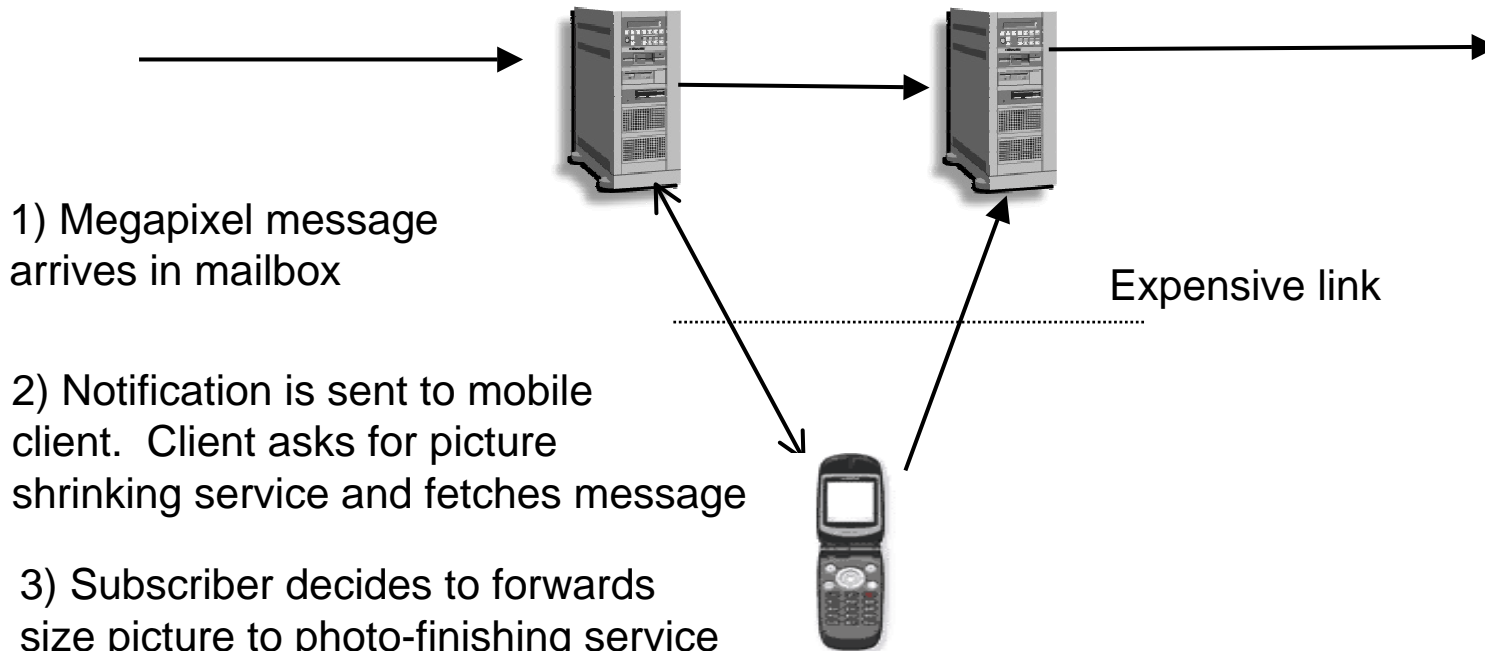 1) Megapixel message
arrives in mailbox
Expensive link
2) Notification is sent to mobile
client. Client asks for picture
shrinking service and fetches message
3) Subscriber decides to forwards
size picture to photo-finishing service